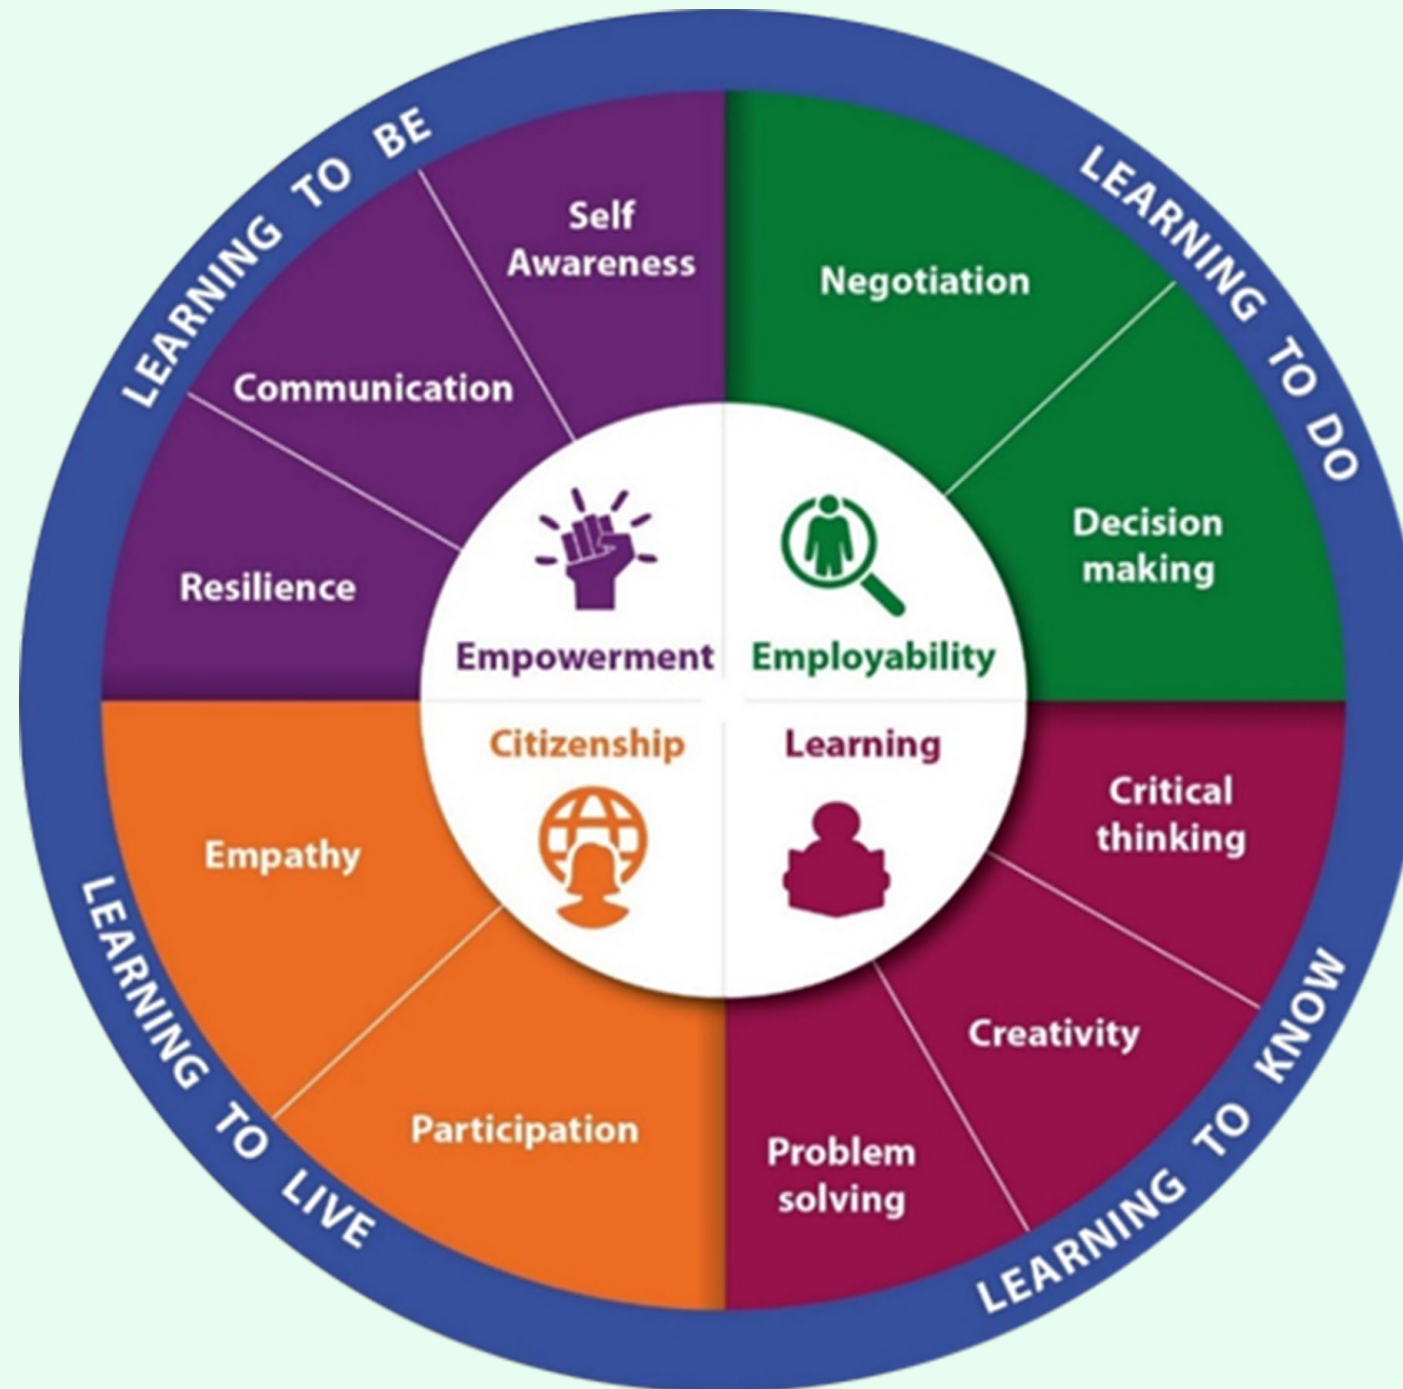 LEARNING TO BE
Self
Awareness
Communication
Resilience
Empowerment
LEARNING TO DO
Negotiation
Decision
making
Employability
Citizenship
Empathy
Participation
LEARNING TO LIVE
Learning
Critical
thinking
Creativity
Problem
solving
LEARNING TO KNOW